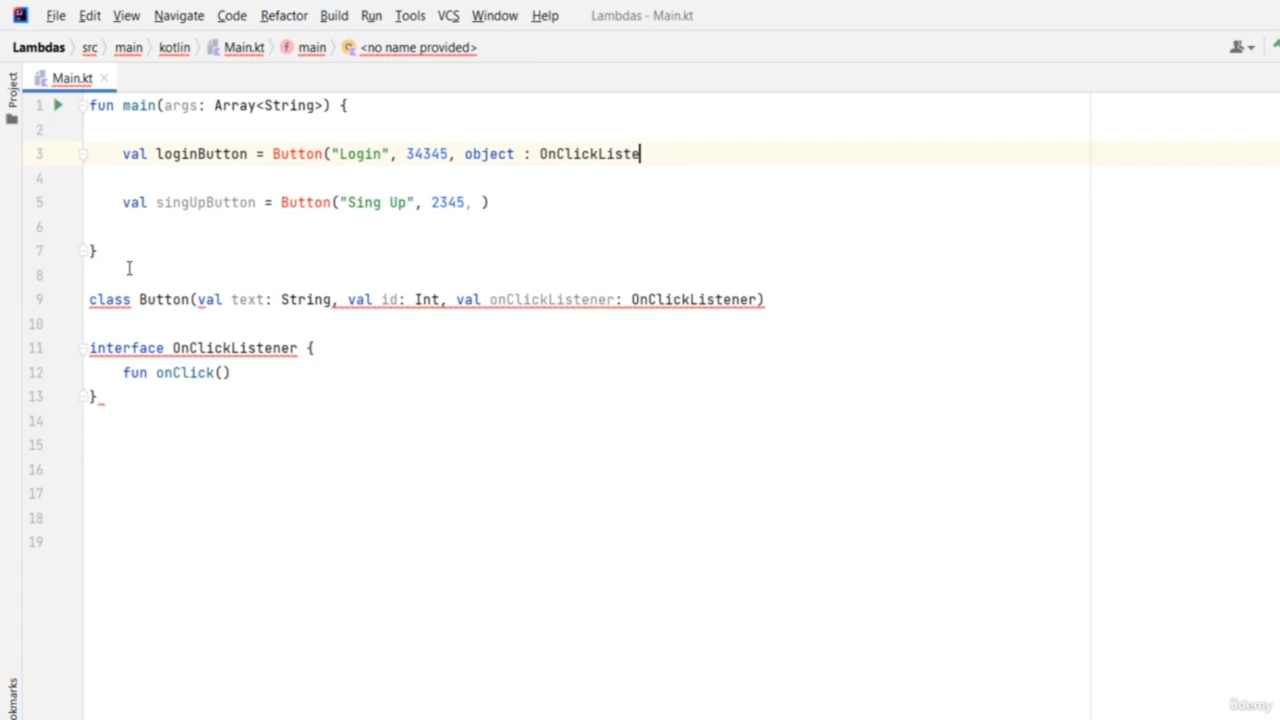 File Edit View Navigate Code Refactor Build Run Tools VCS Window Help Lambdas - Main.kt
Lambdas src main kotlin Main.kt main <no name provided>
Project
Main.kt
1 fun main(args: Array<String>) {
2
3 val loginButton = Button("Login", 34345, object : OnClickListe
4
5 val singUpButton = Button("Sing Up", 2345, )
6
7 }
8
9 class Button(val text: String, val id: Int, val onClickListener: OnClickListener)
10
11 interface OnClickListener {
12 fun onClick()
13 }
14
15
16
17
18
19
okmarks
ûdemy